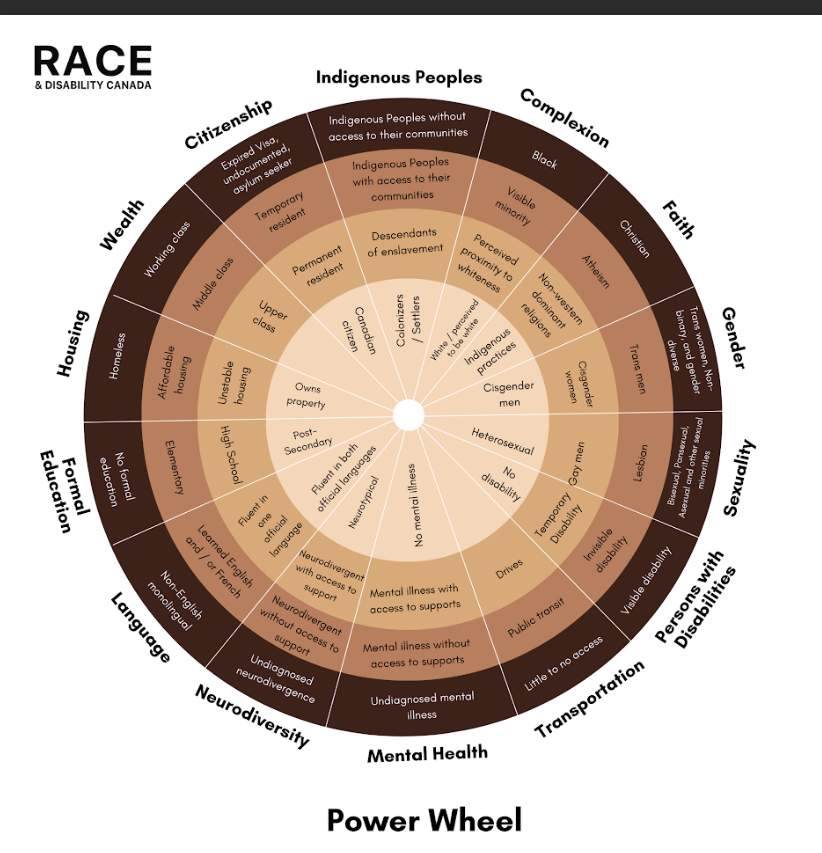 RACE
& DISABILITY CANADA
Indigenous Peoples
Indigenous Peoples without
access to their communities
Indigenous Peoples
with access to their
communities
Descendants
of enslavement
Colonizers
/ Settlers
Complexion
Black
Visible
minority
Perceived
proximity to
whiteness
White / perceived
to be white
Faith
Christian
Atheism
Non-western
dominant
religions
Indigenous
practices
Gender
Trans women, Non-
binary, and gender
diverse
Trans men
Cisgender
women
Cisgender
men
Sexuality
Bisexual, Pansexual,
Asexual and other sexual
minorities
Lesbian
Gay men
Heterosexual
Persons with
Disabilities
Visible disability
Invisible
disability
Temporary
Disability
No
disability
Transportation
Little to no access
Public transit
Drives
Mental Health
Undiagnosed mental
illness
Mental illness without
access to supports
Mental illness with
access to supports
No mental illness
Neurodiversity
Undiagnosed
neurodivergence
Neurodivergent
without access to
support
Neurodivergent
with access to
support
Neurotypical
Language
Non-English
monolingual
Learned English
and / or French
Fluent in
one
official
language
Fluent in both
official languages
Formal
Education
No formal
education
Elementary
High School
Post-
Secondary
Housing
Homeless
Affordable
housing
Unstable
housing
Owns
property
Wealth
Working class
Middle class
Upper
class
Citizenship
Expired Visa,
undocumented,
asylum seeker
Temporary
resident
Permanent
resident
Canadian
citizen
Power Wheel